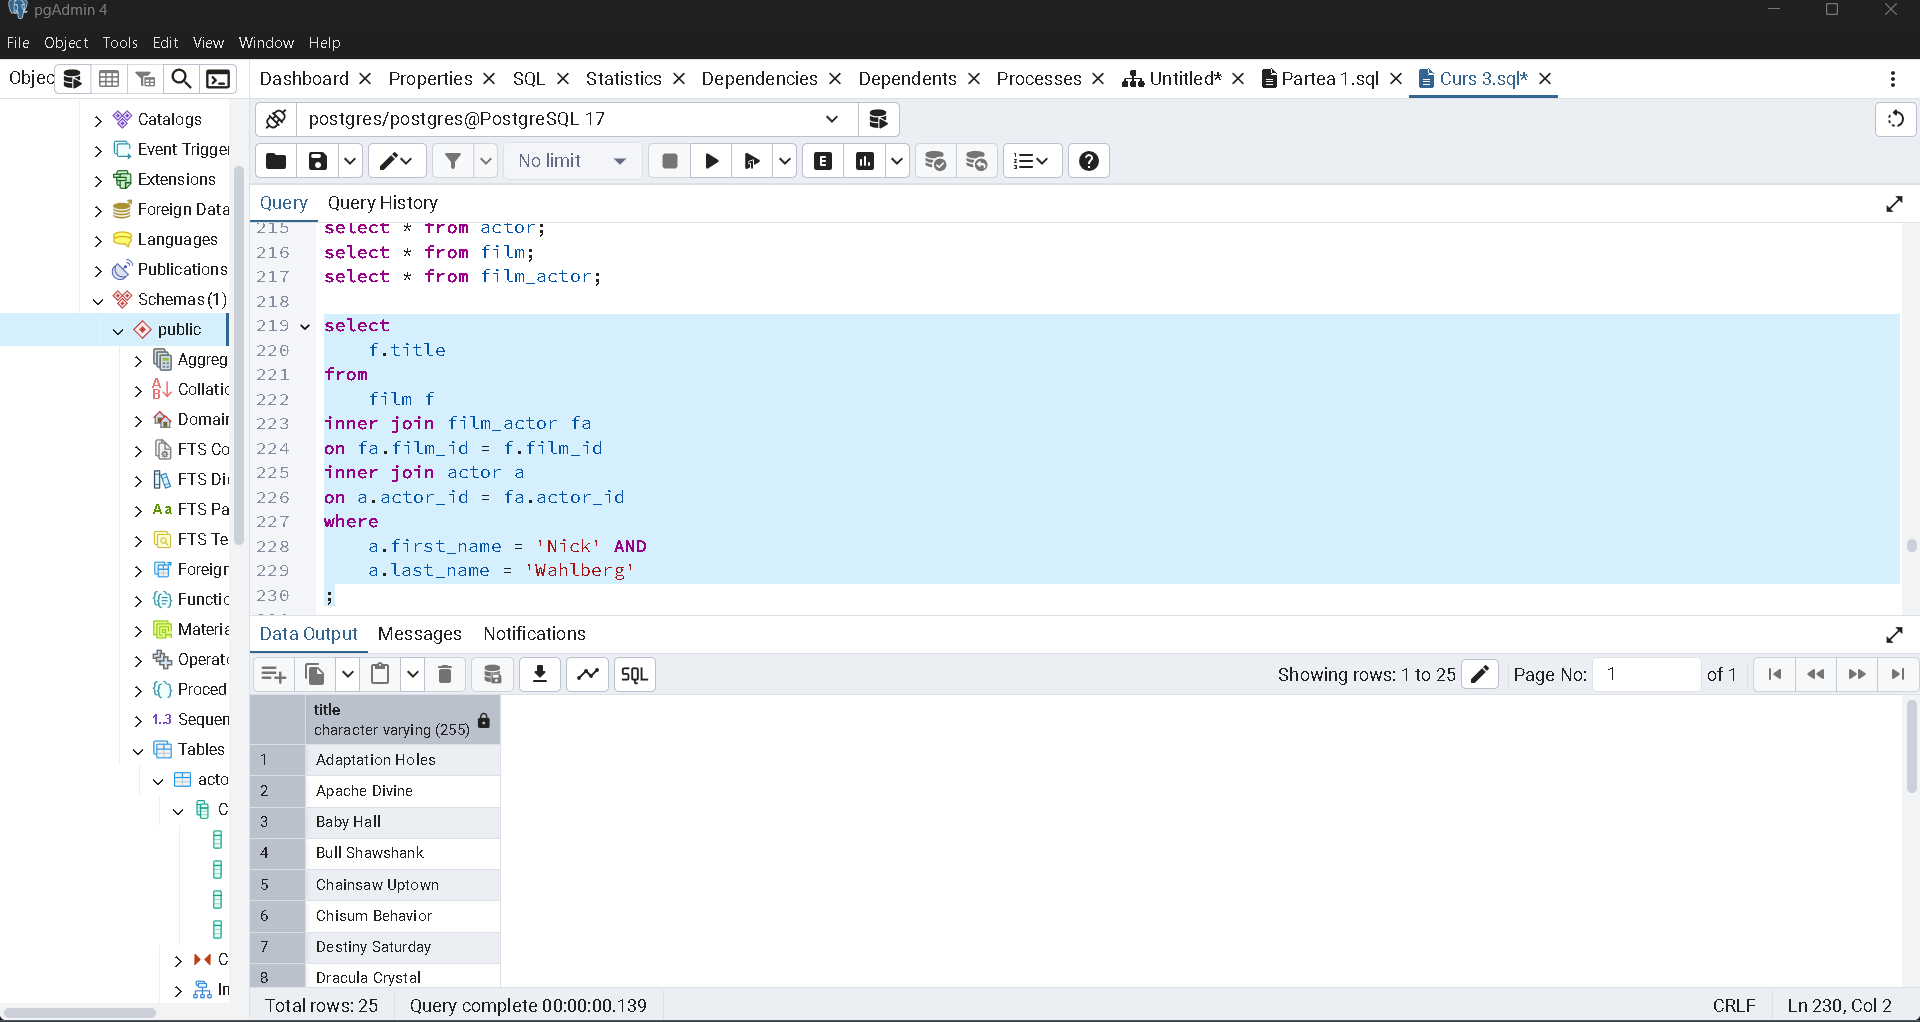 pgAdmin 4
File Object Tools Edit View Window Help
Objec
Dashboard Properties SQL Statistics Dependencies Dependents Processes Untitled* Partea 1.sql Curs 3.sql*
Catalogs
Event Trigger
Extensions
Foreign Data
Languages
Publications
Schemas (1)
public
Aggreg
Collatic
Domain
FTS Co
FTS Di
Aa FTS Pa
FTS Te
Foreigr
Functic
Materia
Operato
Proced
1..3 Sequen
Tables
acto
C
C
In
postgres/postgres@PostgreSQL 17
No limit
E
Query Query History
215 select * from actor;
216 select * from film;
217 select * from film_actor;
218
219 select
220 f.title
221 from
222 film f
223 inner join film_actor fa
224 on fa.film_id = f.film_id
225 inner join actor a
226 on a.actor_id = fa.actor_id
227 where
228 a.first_name = 'Nick' AND
229 a.last_name = 'Wahlberg'
230 ;
Data Output Messages Notifications
SQL Showing rows: 1 to 25 Page No: 1 of 1
title
character varying (255)
1 Adaptation Holes
2 Apache Divine
3 Baby Hall
4 Bull Shawshank
5 Chainsaw Uptown
6 Chisum Behavior
7 Destiny Saturday
8 Dracula Crystal
Total rows: 25 Query complete 00:00:00.139 CRLF Ln 230, Col 2